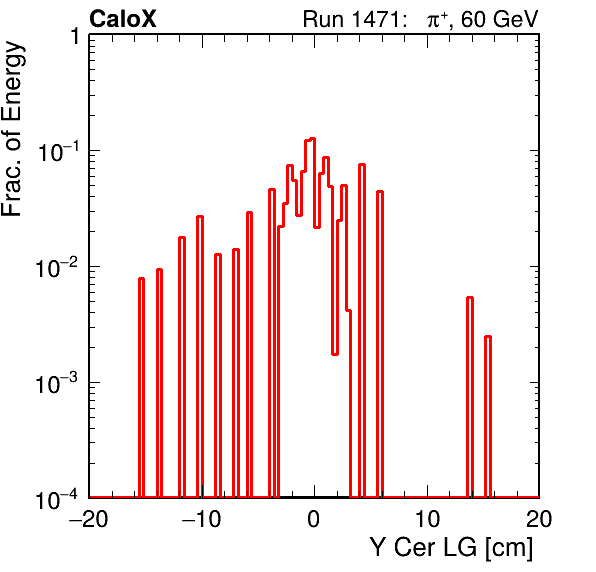 CaloX Run 1471: π⁺, 60 GeV
Frac. of Energy
1
10⁻¹
10⁻²
10⁻³
10⁻⁴
−20 −10 0 10 20
Y Cer LG [cm]